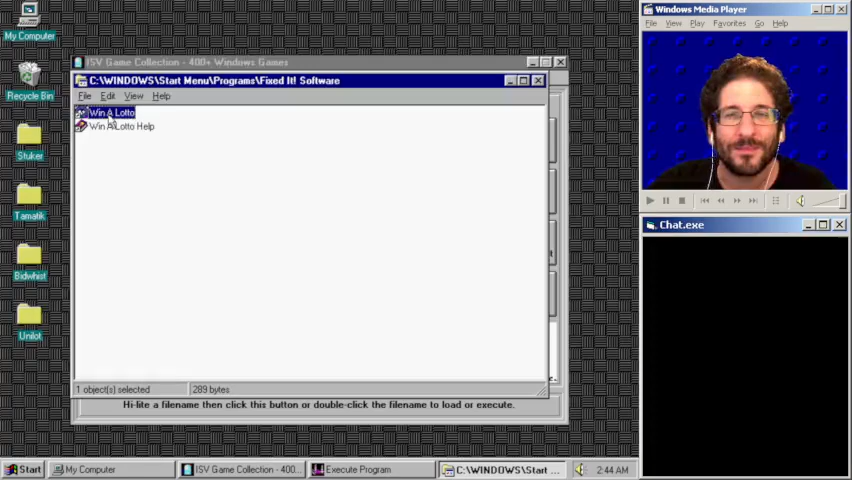 My Computer
Recycle Bin
Stuker
Tamatik
Bidwhist
Unilot
ISV Game Collection - 400+ Windows Games
C:\WINDOWS\Start Menu\Programs\Fixed It! Software
File Edit View Help
Win A Lotto
Win A Lotto Help
1 object(s) selected
289 bytes
Hi-lite a filename then click this button or double-click the filename to load or execute.
Windows Media Player
File View Play Favorites Go Help
Chat.exe
Start
My Computer
ISV Game Collection - 400...
Execute Program
C:\WINDOWS\Start ...
2:44 AM